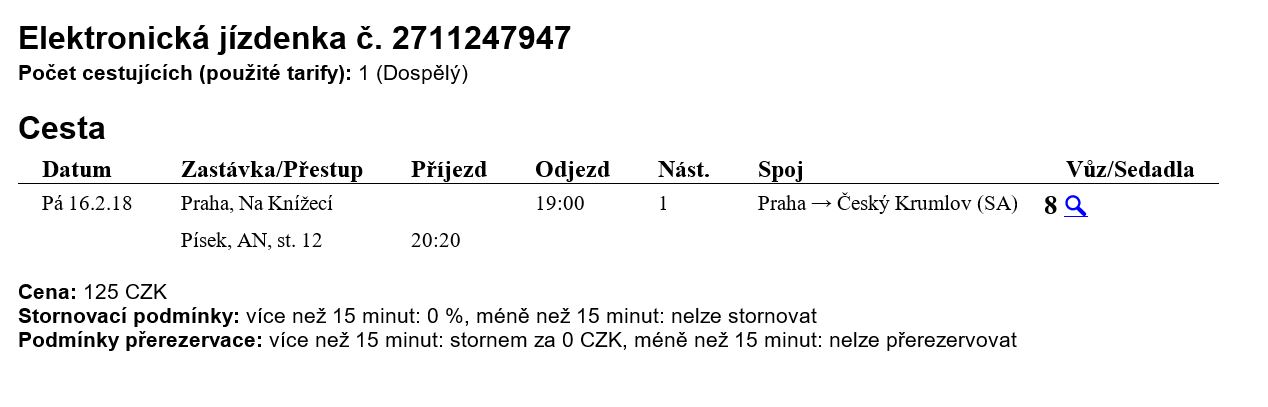 Elektronická jízdenka č. 2711247947
Počet cestujících (použité tarify): 1 (Dospělý)
Cesta
Datum Zastávka/Přestup Příjezd Odjezd Nást. Spoj Vůz/Sedadla
Pá 16.2.18 Praha, Na Knížecí 19:00 1 Praha → Český Krumlov (SA) 8
Písek, AN, st. 12 20:20
Cena: 125 CZK
Stornovací podmínky: více než 15 minut: 0 %, méně než 15 minut: nelze stornovat
Podmínky přerezervace: více než 15 minut: stornem za 0 CZK, méně než 15 minut: nelze přerezervovat